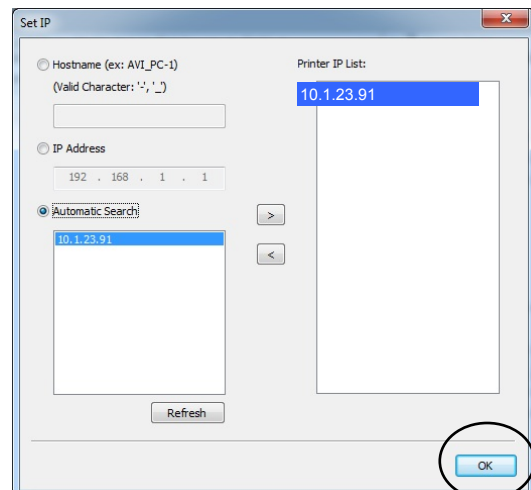 Set IP
Hostname (ex: AVI_PC-1)
(Valid Character: '-', '_')
IP Address
192 . 168 . 1 . 1
Automatic Search
10.1.23.91
Refresh
>
<
Printer IP List:
10.1.23.91
OK